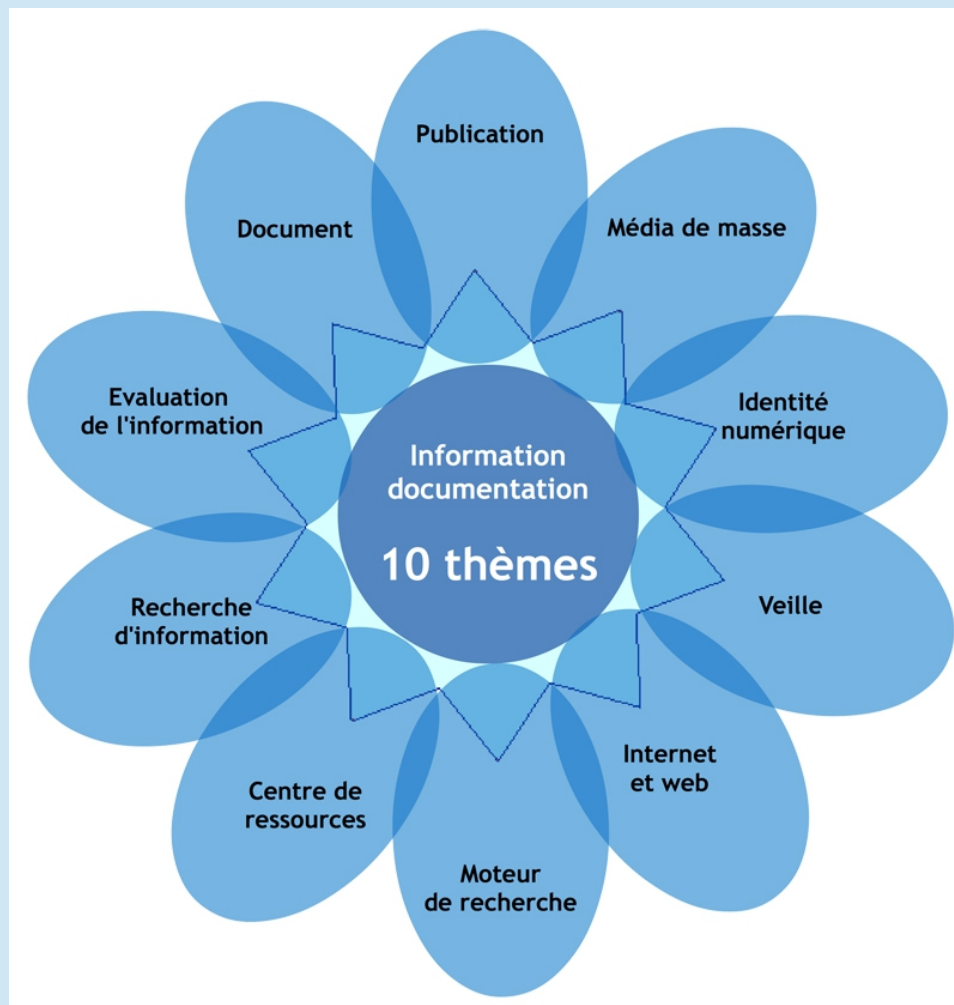 Publication
Média de masse
Document
Identité
numérique
Evaluation
de l'information
Information
documentation
10 thèmes
Veille
Recherche
d'information
Internet
et web
Centre de
ressources
Moteur
de recherche